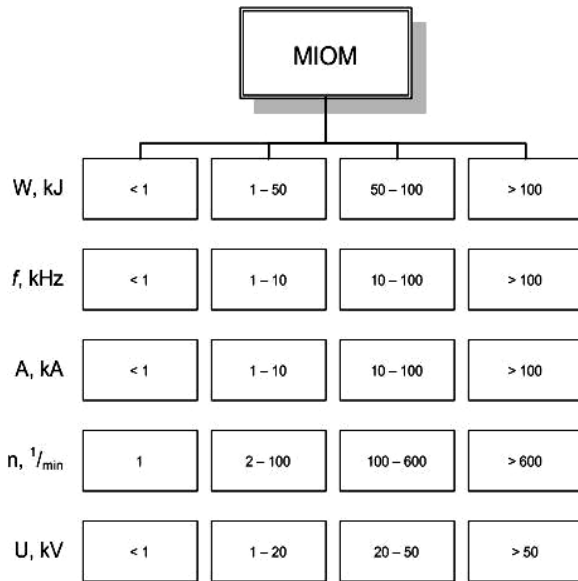 MIOM
W, kJ < 1 1 – 50 50 – 100 > 100
f, kHz < 1 1 – 10 10 – 100 > 100
A, kA < 1 1 – 10 10 – 100 > 100
n, 1/min 1 2 – 100 100 – 600 > 600
U, kV < 1 1 – 20 20 – 50 > 50